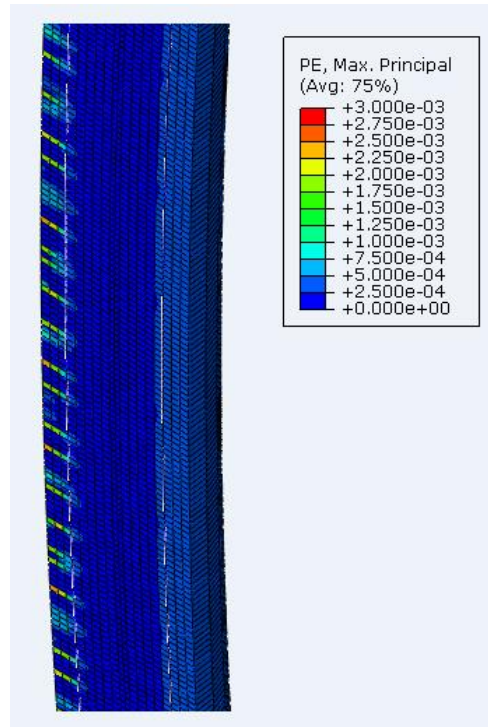 PE, Max. Principal
(Avg: 75%)
+3.000e-03
+2.750e-03
+2.500e-03
+2.250e-03
+2.000e-03
+1.750e-03
+1.500e-03
+1.250e-03
+1.000e-03
+7.500e-04
+5.000e-04
+2.500e-04
+0.000e+00